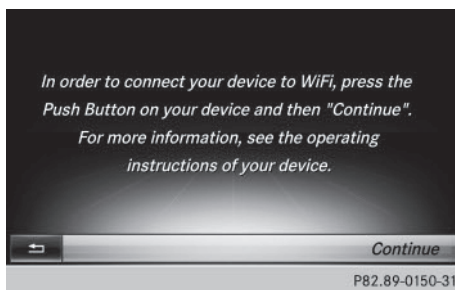 In order to connect your device to WiFi, press the
Push Button on your device and then "Continue".
For more information, see the operating
instructions of your device.
Continue
P82.89-0150-31